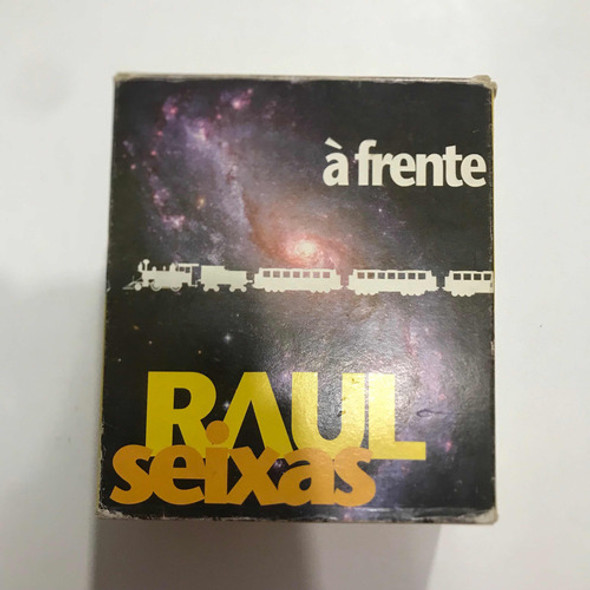 à frente
RAUL
seixas